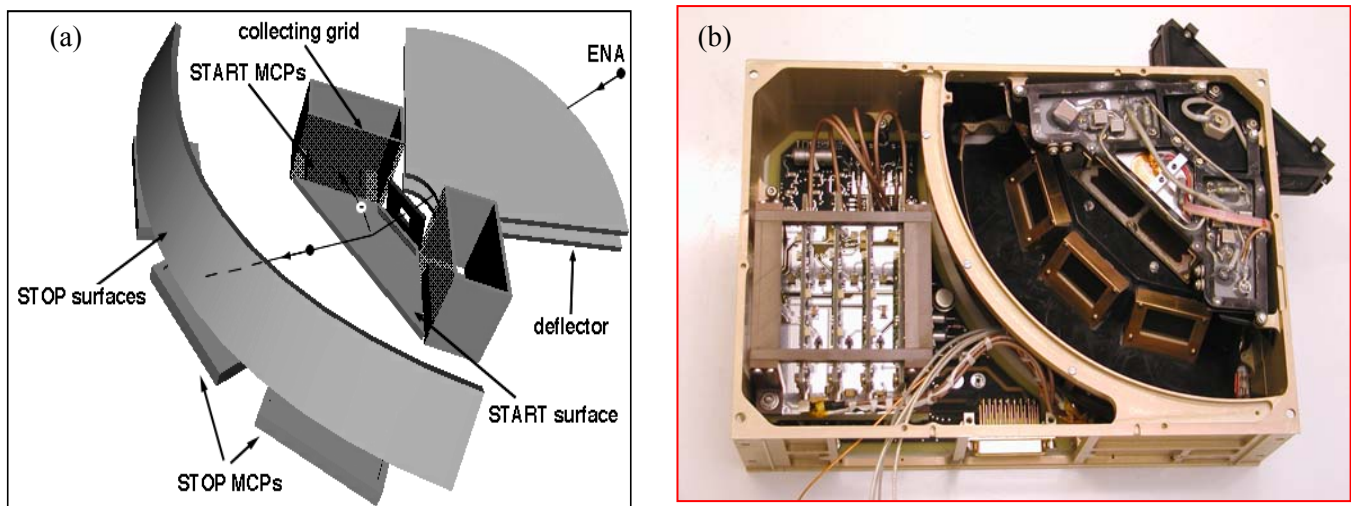 (a)
collecting grid
START MCPs
ENA
STOP surfaces
deflector
START surface
STOP MCPs
(b)